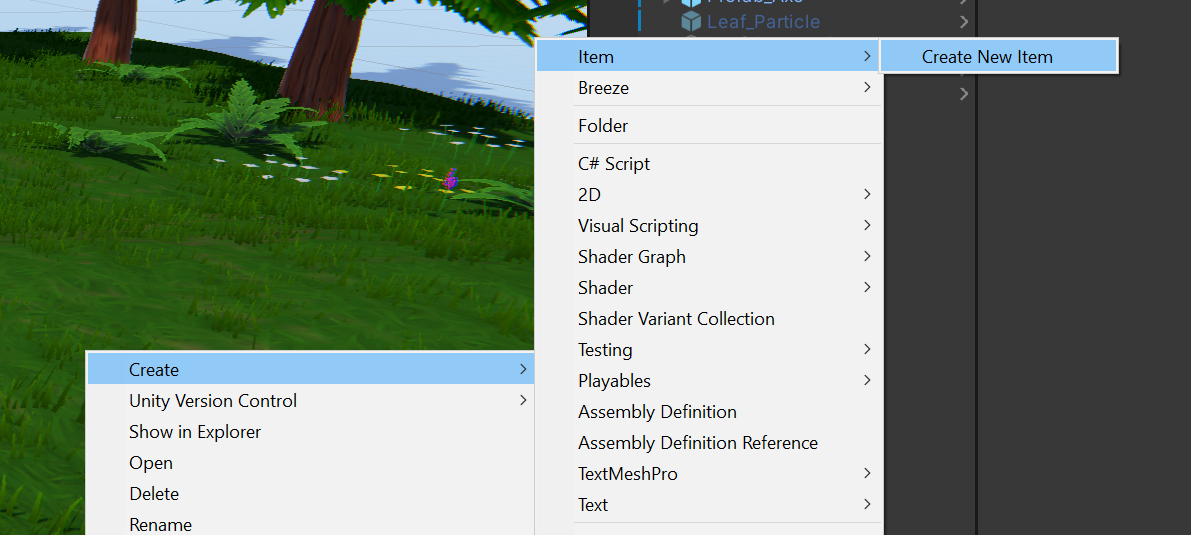 Leaf_Particle
Item
Create New Item
Breeze
Folder
C# Script
2D
Visual Scripting
Shader Graph
Shader
Shader Variant Collection
Testing
Playables
Assembly Definition
Assembly Definition Reference
TextMeshPro
Text
Create
Unity Version Control
Show in Explorer
Open
Delete
Rename